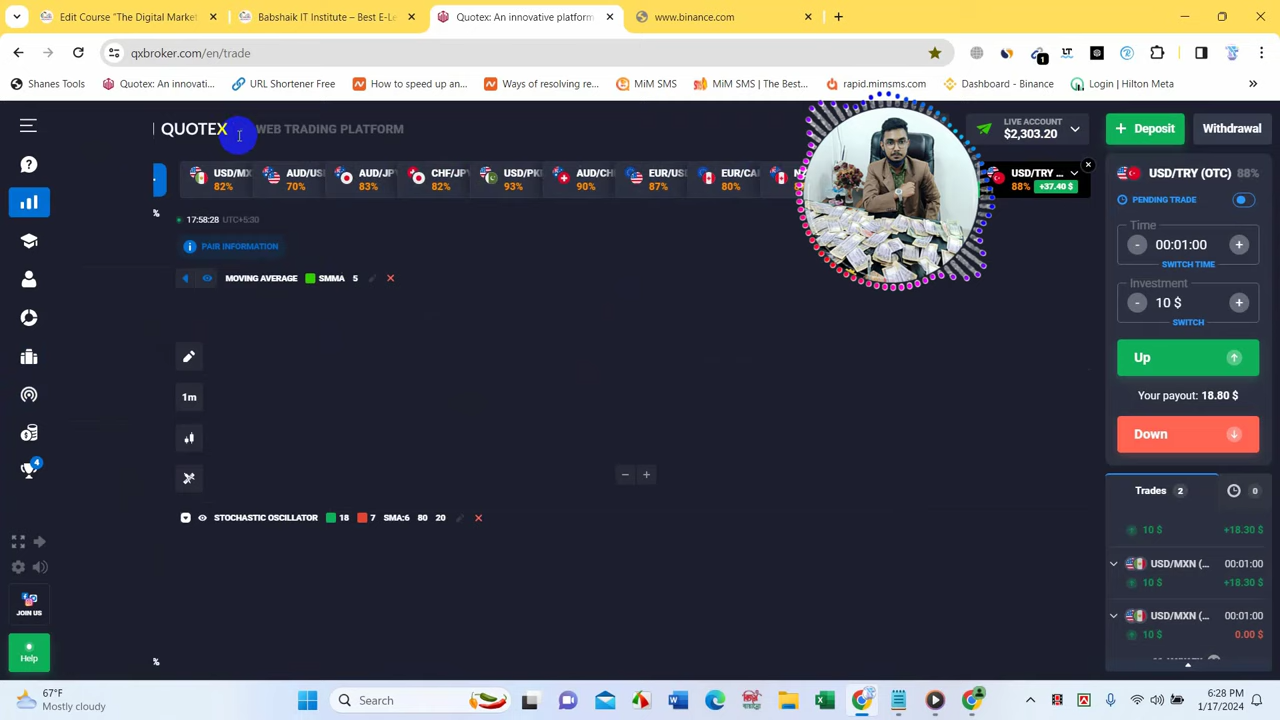 Edit Course "The Digital Market
Babshaik IT Institute – Best E-Le
Quotex: An innovative platform
www.binance.com
qxbroker.com/en/trade
1
Shanes Tools
Quotex: An innovati...
URL Shortener Free
How to speed up an...
Ways of resolving re...
MiM SMS
MiM SMS | The Best...
rapid.mimsms.com
Dashboard – Binance
Login | Hilton Meta
QUOTEX
WEB TRADING PLATFORM
LIVE ACCOUNT
$2,303.20
Deposit
Withdrawal
USD/MX
82%
AUD/US
70%
AUD/JP
83%
CHF/JP
82%
USD/PK
93%
AUD/CH
90%
EUR/US
87%
EUR/CA
80%
USD/TRY ...
88%
+37.40 $
%
17:58:28 UTC+5:30
PAIR INFORMATION
MOVING AVERAGE SMMA 5
1m
STOCHASTIC OSCILLATOR 18 7 SMA:6 80 20
%
4
JOIN US
Help
USD/TRY (OTC) 88%
PENDING TRADE
Time
- 00:01:00 +
SWITCH TIME
Investment
- 10 $ +
SWITCH
Up
Your payout: 18.80 $
Down
Trades 2
0
10 $ +18.30 $
USD/MXN (... 00:01:00
10 $ +18.30 $
USD/MXN (... 00:01:00
10 $ 0.00 $
67°F
Mostly cloudy
Search
6:28 PM
1/17/2024